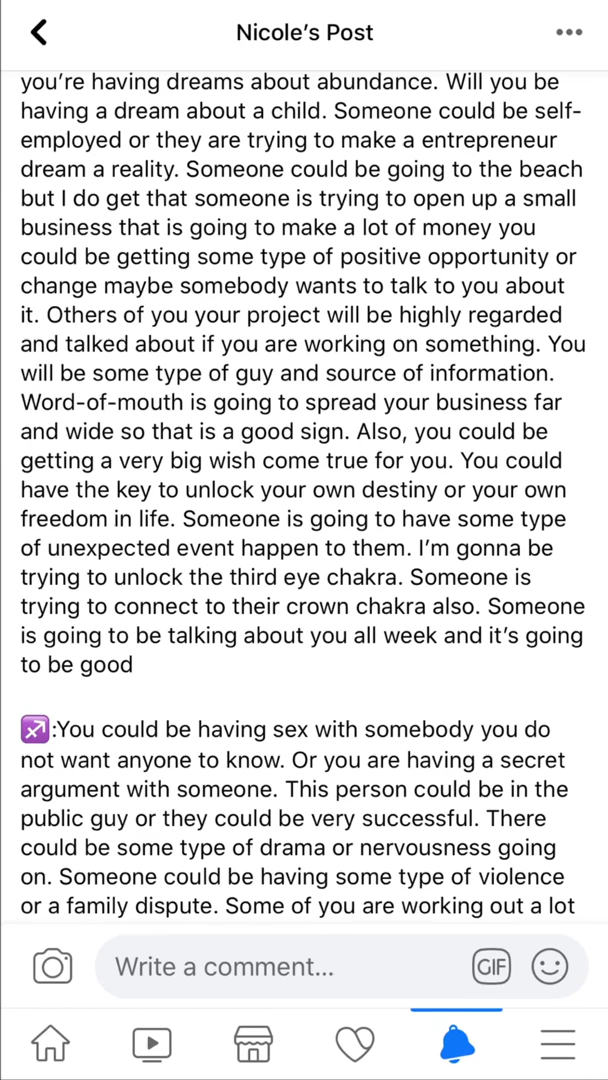 Nicole's Post
you're having dreams about abundance. Will you be
having a dream about a child. Someone could be self-
employed or they are trying to make a entrepreneur
dream a reality. Someone could be going to the beach
but I do get that someone is trying to open up a small
business that is going to make a lot of money you
could be getting some type of positive opportunity or
change maybe somebody wants to talk to you about
it. Others of you your project will be highly regarded
and talked about if you are working on something. You
will be some type of guy and source of information.
Word-of-mouth is going to spread your business far
and wide so that is a good sign. Also, you could be
getting a very big wish come true for you. You could
have the key to unlock your own destiny or your own
freedom in life. Someone is going to have some type
of unexpected event happen to them. I'm gonna be
trying to unlock the third eye chakra. Someone is
trying to connect to their crown chakra also. Someone
is going to be talking about you all week and it's going
to be good
♐:You could be having sex with somebody you do
not want anyone to know. Or you are having a secret
argument with someone. This person could be in the
public guy or they could be very successful. There
could be some type of drama or nervousness going
on. Someone could be having some type of violence
or a family dispute. Some of you are working out a lot
Write a comment...
GIF